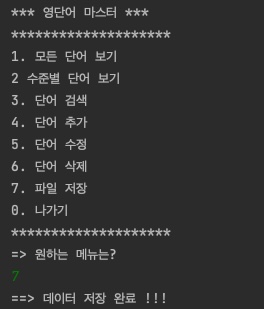 *** 영단어 마스터 ***
********************
1. 모든 단어 보기
2 수준별 단어 보기
3. 단어 검색
4. 단어 추가
5. 단어 수정
6. 단어 삭제
7. 파일 저장
0. 나가기
********************
=> 원하는 메뉴는?
7
==> 데이터 저장 완료 !!!